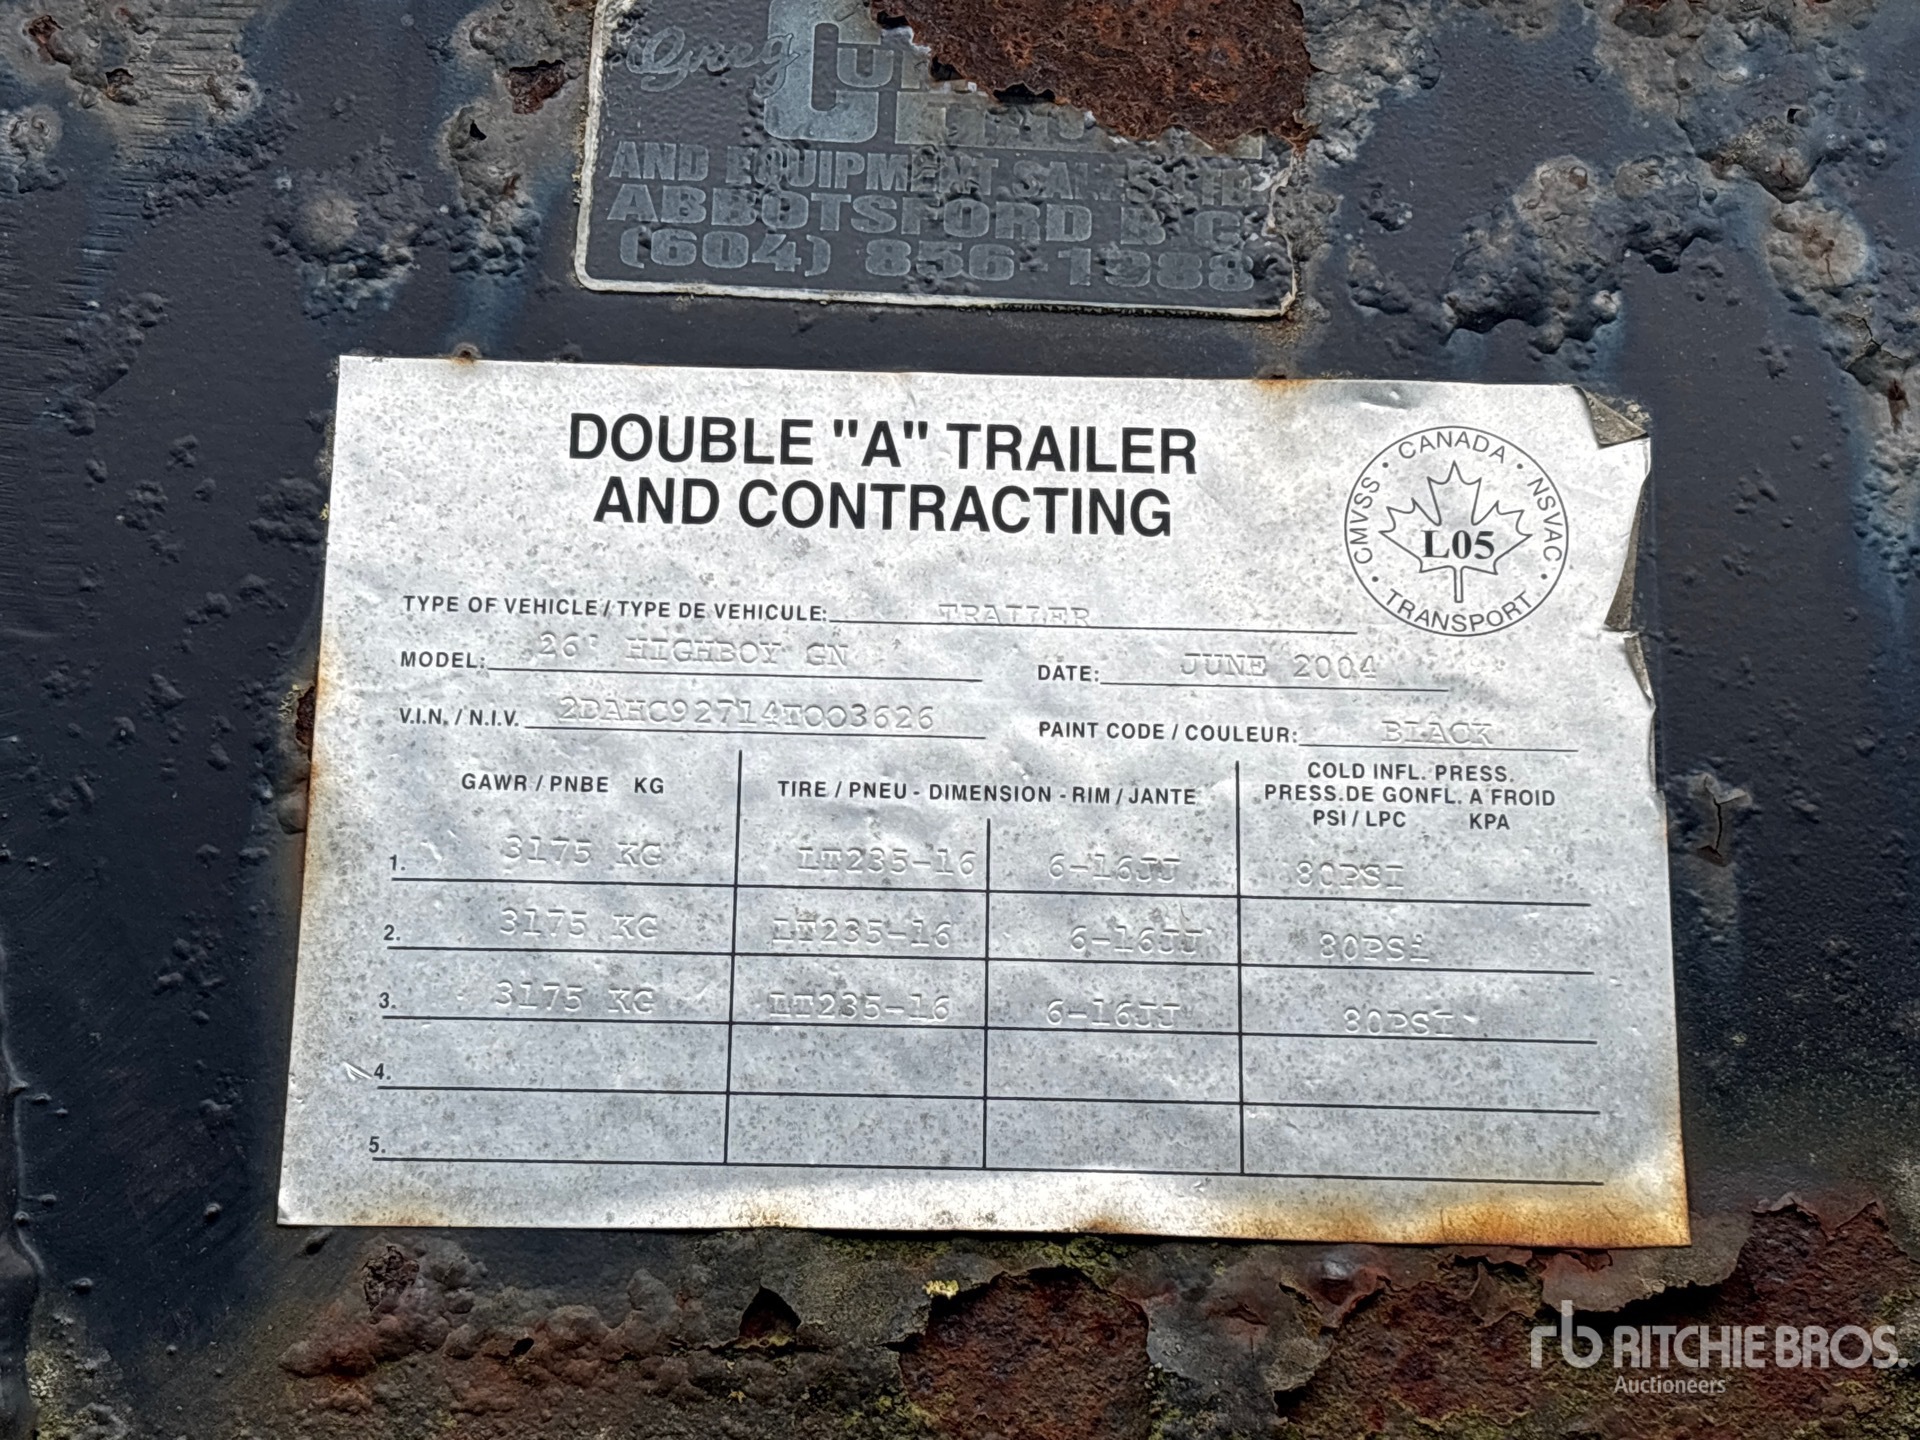 Greg
AND EQUIPMENT SALES LTD.
ABBOTSFORD B.C.
(604) 856-1988
DOUBLE "A" TRAILER
AND CONTRACTING
CMVSS • CANADA • NSVAC • TRANSPORT •
L05
TYPE OF VEHICLE / TYPE DE VEHICULE: TRAILER
MODEL: 26' HIGHBOY GN DATE: JUNE 2004
V.I.N. / N.I.V. 2DAHC92714T003626 PAINT CODE / COULEUR: BLACK
GAWR / PNBE KG TIRE / PNEU - DIMENSION - RIM / JANTE COLD INFL. PRESS.
PRESS.DE GONFL. A FROID
PSI / LPC KPA
1. 3175 KG LT235-16 6-16JJ 80PSI
2. 3175 KG LT235-16 6-16JJ 80PSi
3. 3175 KG LT235-16 6-16JJ 80PSI
4.
5.
rb RITCHIE BROS.
Auctioneers